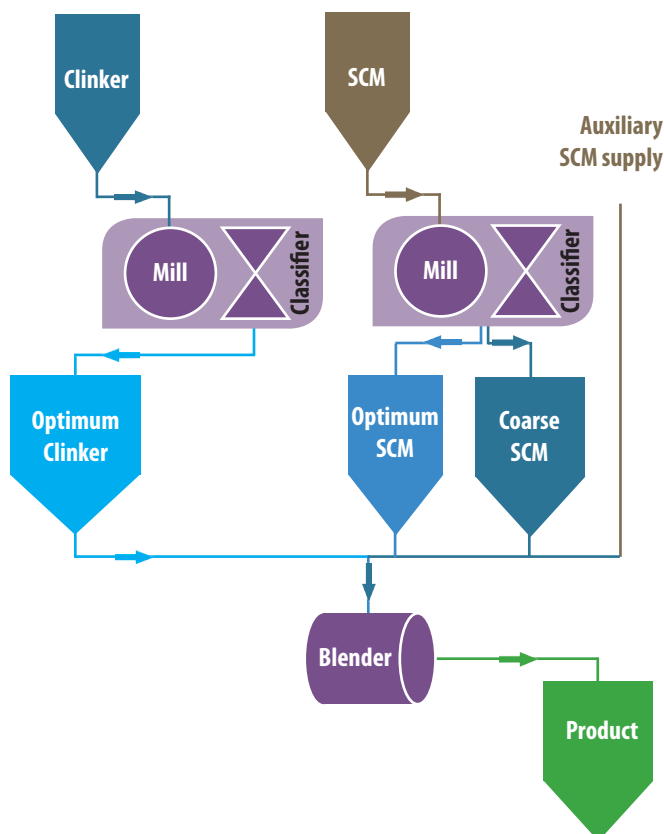 Clinker
SCM
Auxiliary
SCM supply
Mill
Classifier
Mill
Classifier
Optimum
Clinker
Optimum
SCM
Coarse
SCM
Blender
Product